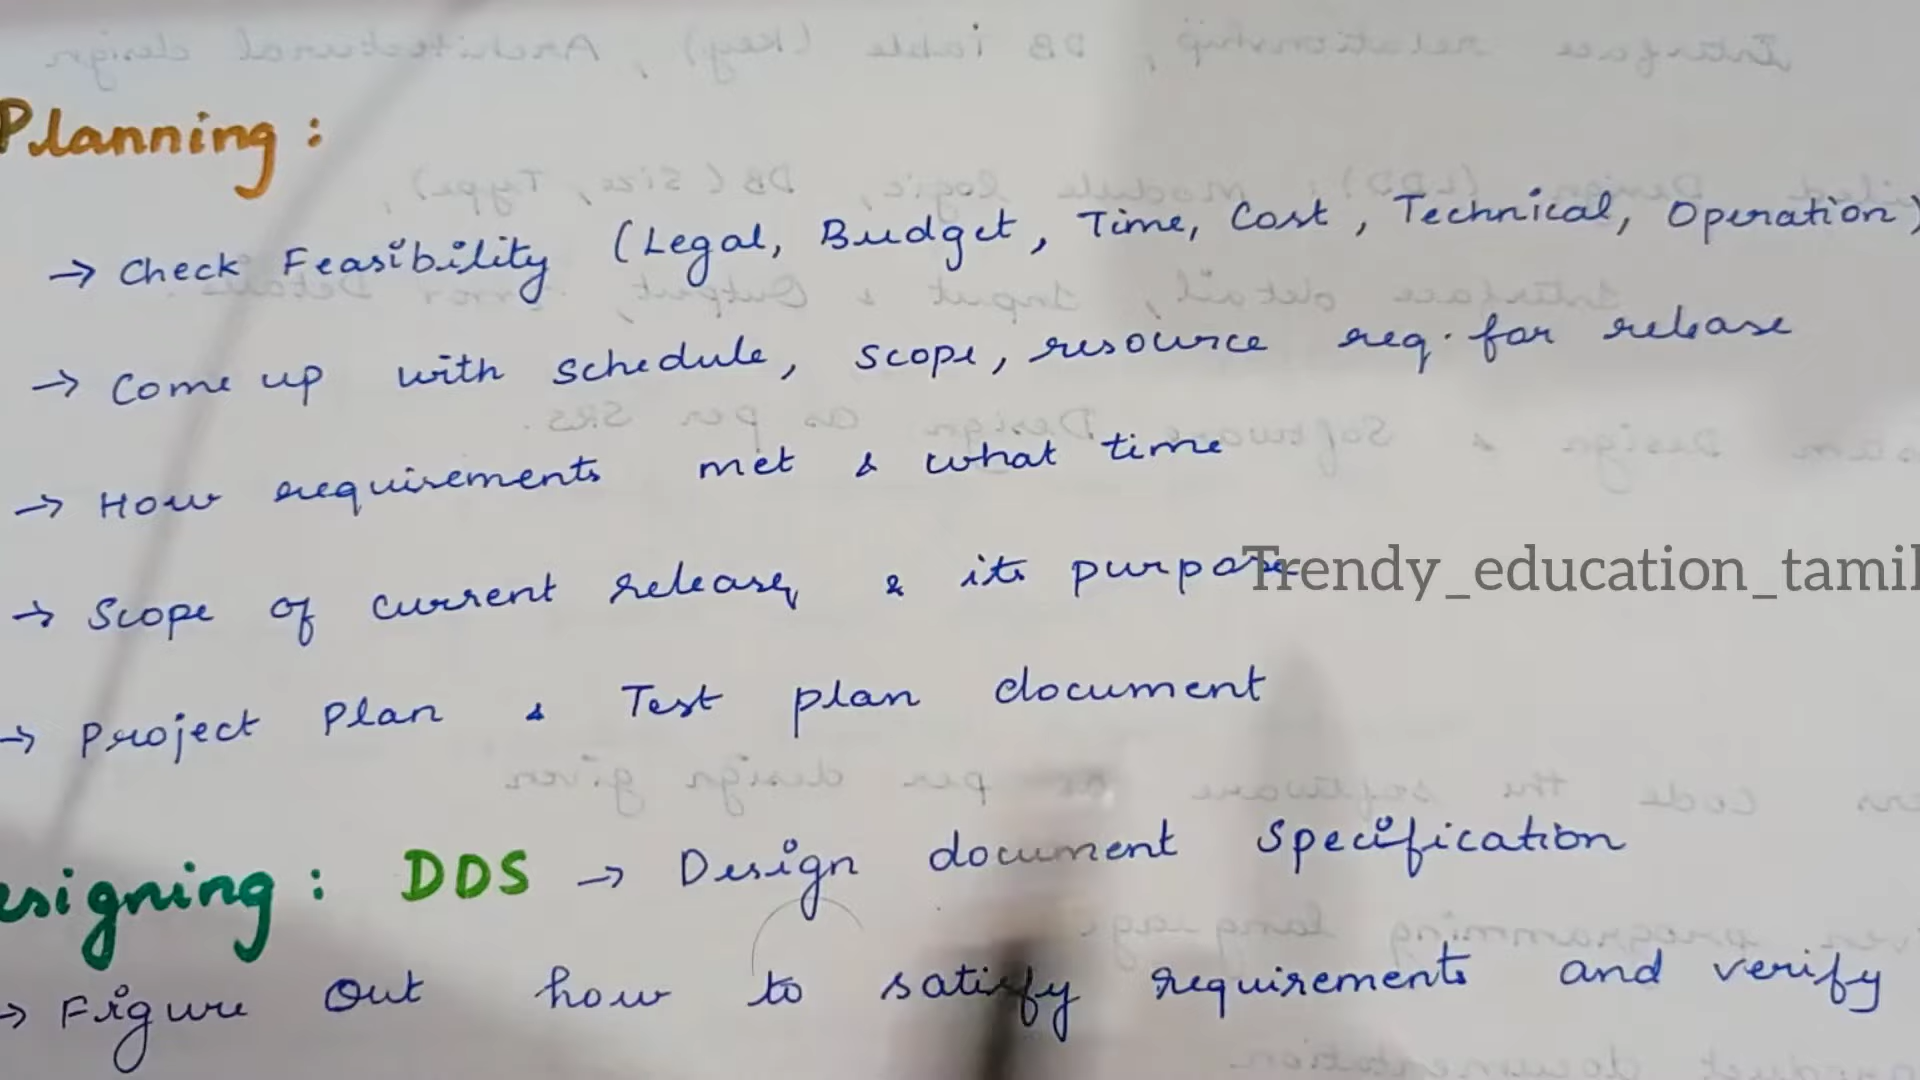 Planning :
→ Check Feasibility (Legal, Budget, Time, Cost, Technical, Operation)
→ Come up with schedule, scope, resource req. for release
→ How requirements met & what time
→ Scope of current release, & its purpose
Trendy_education_tamil
→ Project Plan & Test plan document
esigning : DDS → Design document specification
→ Figure out how to satisfy requirements and verify